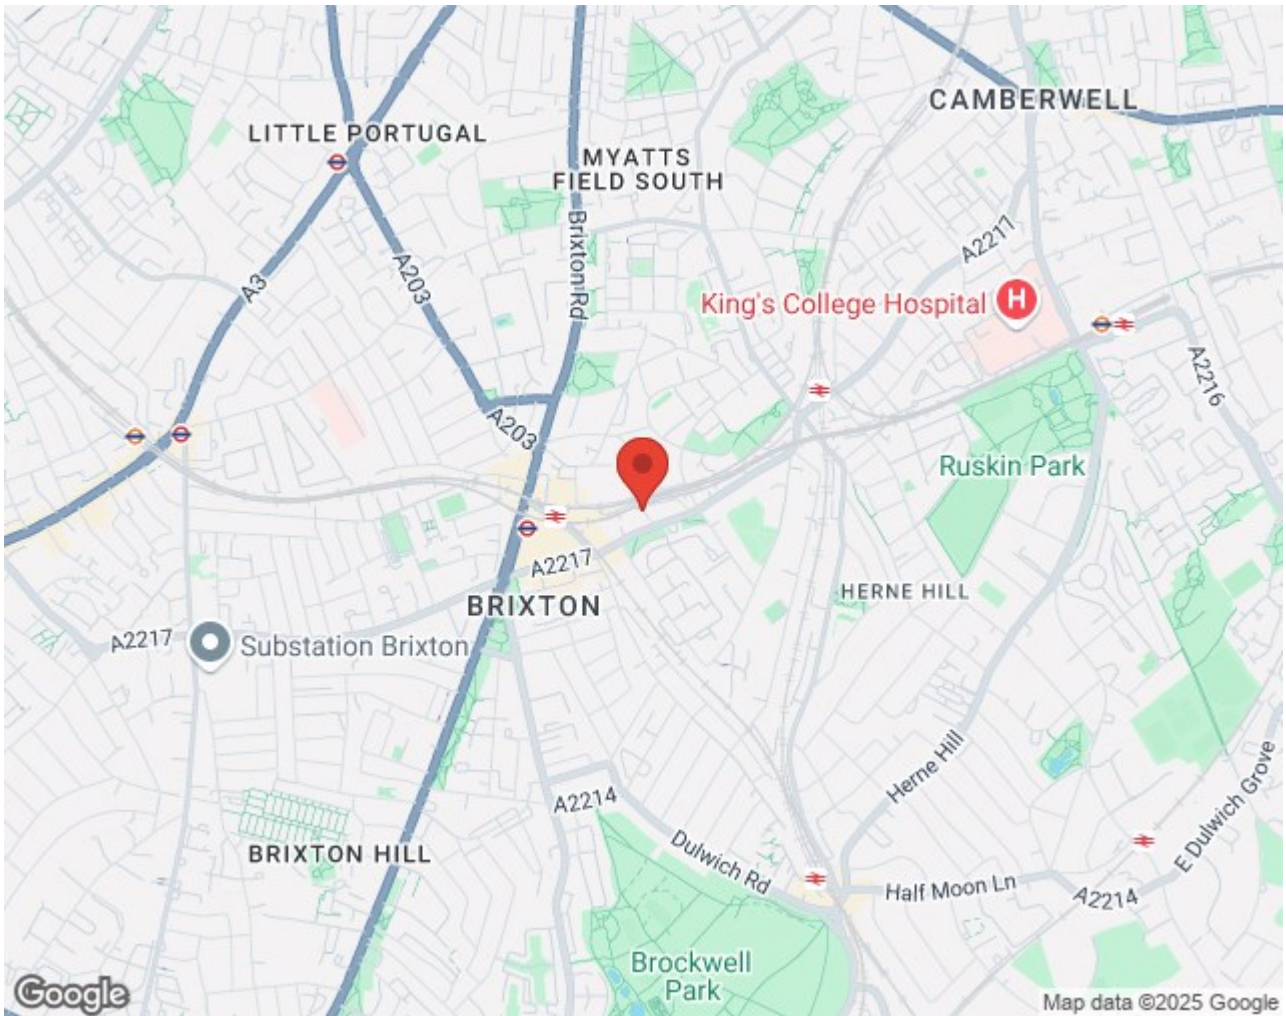 CAMBERWELL
LITTLE PORTUGAL
MYATTS
FIELD SOUTH
Brixton Rd
A2217
A203
A3
King's College Hospital
H
A2216
A203
Ruskin Park
A2217
HERNE HILL
BRIXTON
A2217
Substation Brixton
Herne Hill
E Dulwich Grove
A2214
Dulwich Rd
BRIXTON HILL
Half Moon Ln
A2214
Brockwell
Park
Google
Map data ©2025 Google